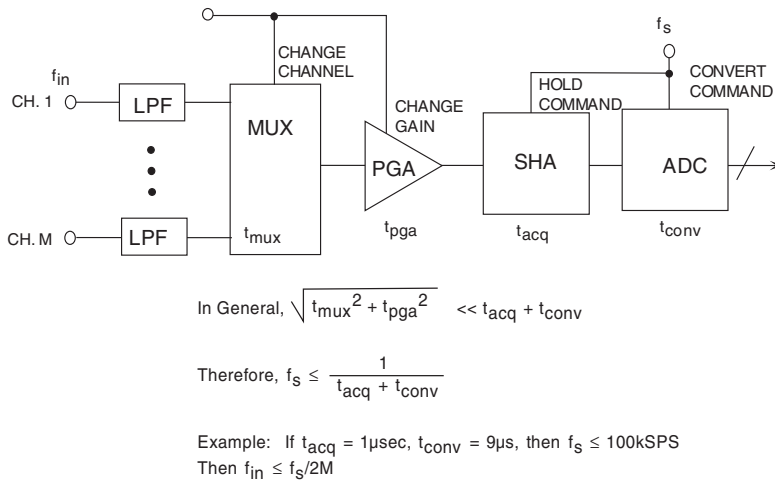 f_s
CHANGE
CHANNEL
HOLD
COMMAND
CONVERT
COMMAND
f_in
CH. 1
LPF
MUX
CHANGE
GAIN
PGA
SHA
ADC
CH. M
LPF
t_mux
t_pga
t_acq
t_conv
In General, √(t_mux² + t_pga²) << t_acq + t_conv
Therefore, f_s ≤ 1 / (t_acq + t_conv)
Example: If t_acq = 1µsec, t_conv = 9µs, then f_s ≤ 100kSPS
Then f_in ≤ f_s/2M